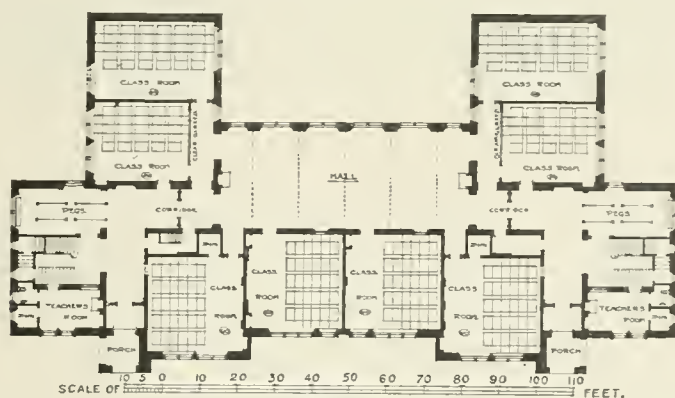 CLASS ROOM
CLASS ROOM
CLASS ROOM
CLASS ROOM
HALL
PEGS
CORRIDOR
CORRIDOR
PEGS
CLASS ROOM
CLASS ROOM
CLASS ROOM
CLASS ROOM
TEACHERS ROOM
TEACHERS ROOM
PORCH
PORCH
10 5 0 10 20 30 40 50 60 70 80 90 100 110
SCALE OF FEET.